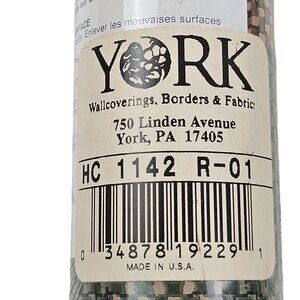 Enlever les mauvaises surfaces
YORK
Wallcoverings, Borders & Fabric
750 Linden Avenue
York, PA 17405
HC 1142 R-01
0 34878 19229 1
MADE IN U.S.A.